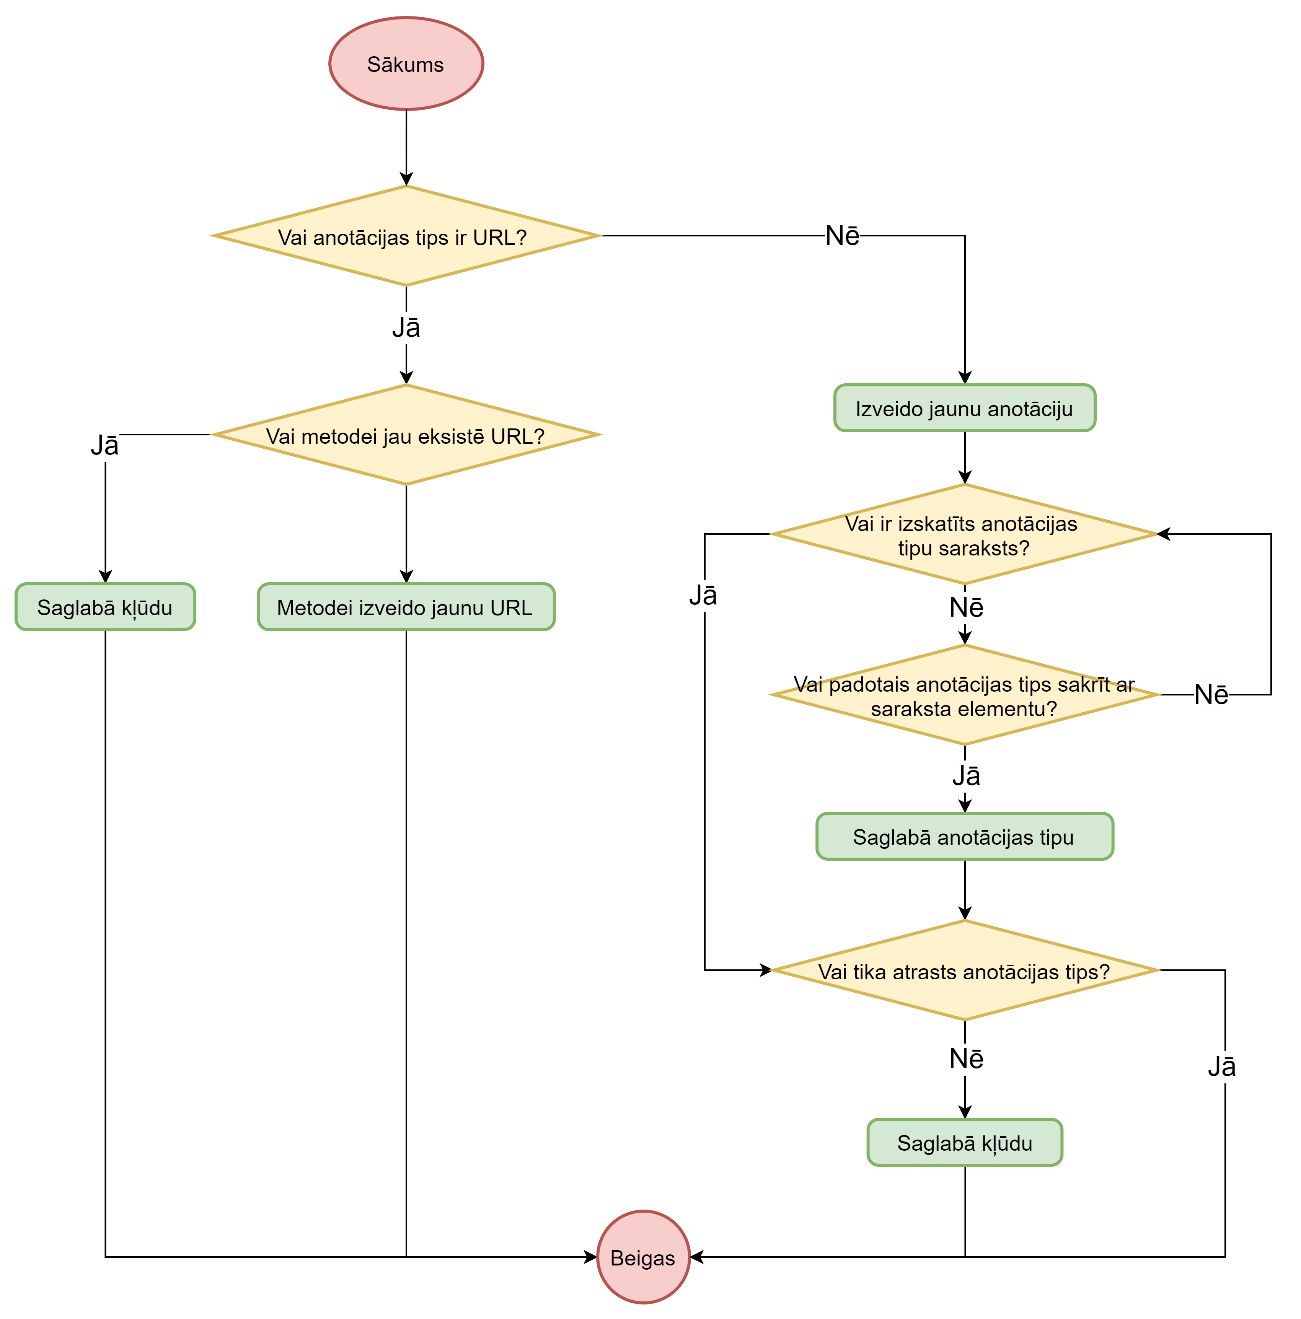 Sākums
Vai anotācijas tips ir URL?
Nē
Jā
Vai metodei jau eksistē URL?
Jā
Izveido jaunu anotāciju
Vai ir izskatīts anotācijas
tipu saraksts?
Jā
Nē
Saglabā kļūdu
Metodei izveido jaunu URL
Vai padotais anotācijas tips sakrīt ar
saraksta elementu?
Nē
Jā
Saglabā anotācijas tipu
Vai tika atrasts anotācijas tips?
Nē
Jā
Saglabā kļūdu
Beigas